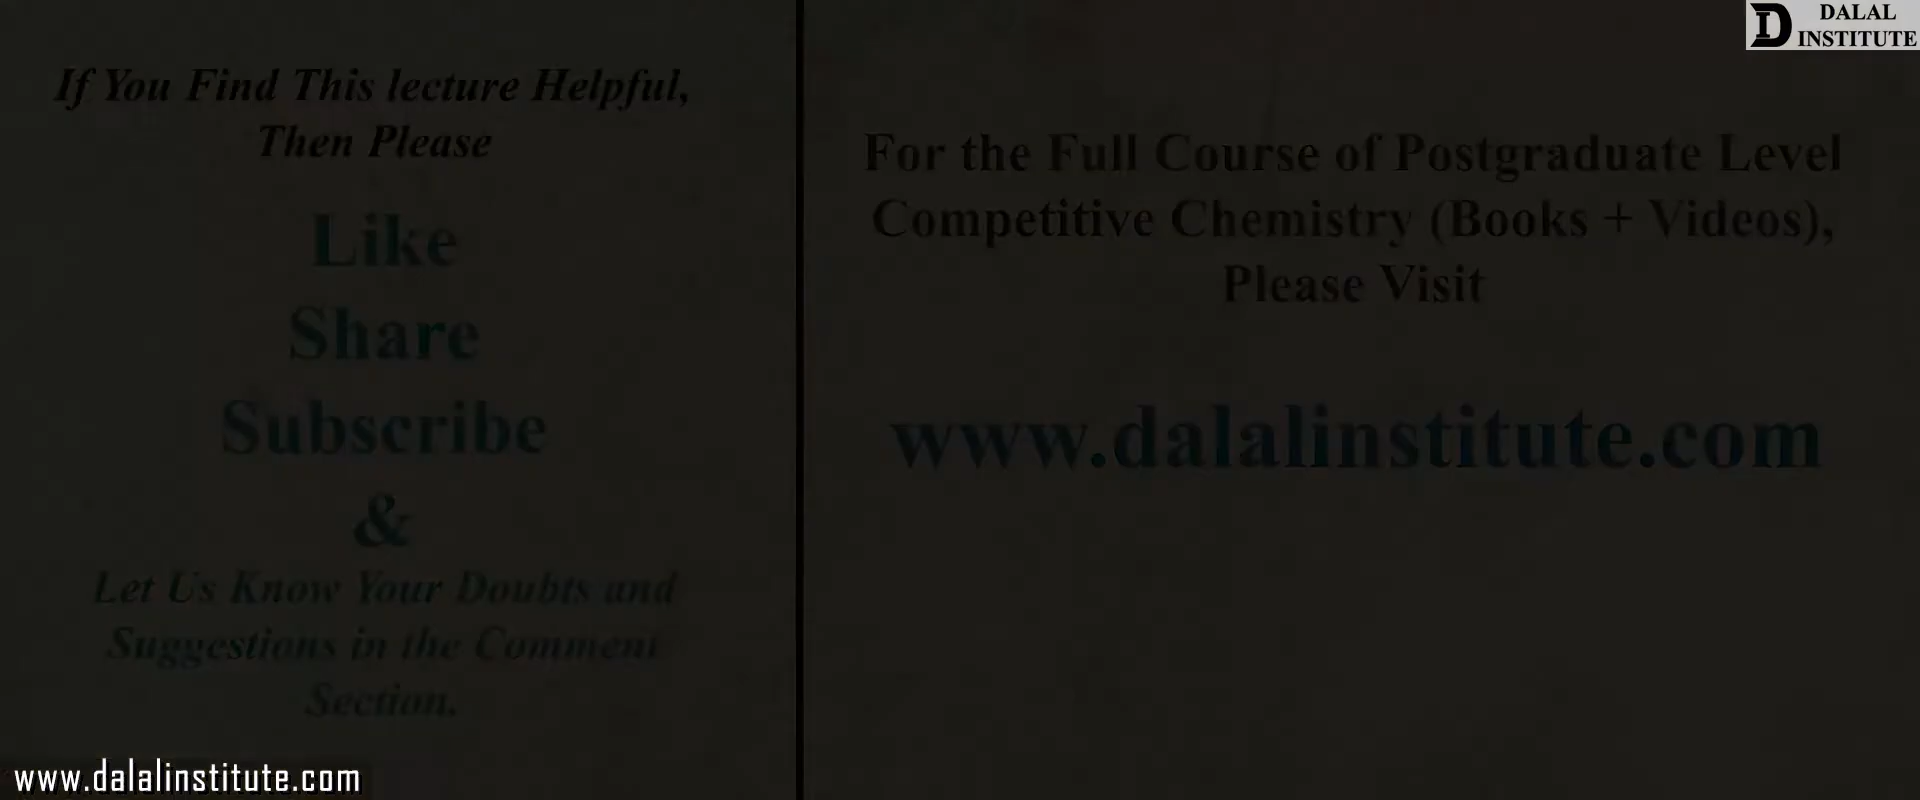 DALAL
INSTITUTE
If You Find This lecture Helpful,
Then Please
Like
Share
Subscribe
&
Let Us Know Your Doubts and
Suggestions in the Comment
Section.
For the Full Course of Postgraduate Level
Competitive Chemistry (Books + Videos),
Please Visit
www.dalalinstitute.com
www.dalalinstitute.com